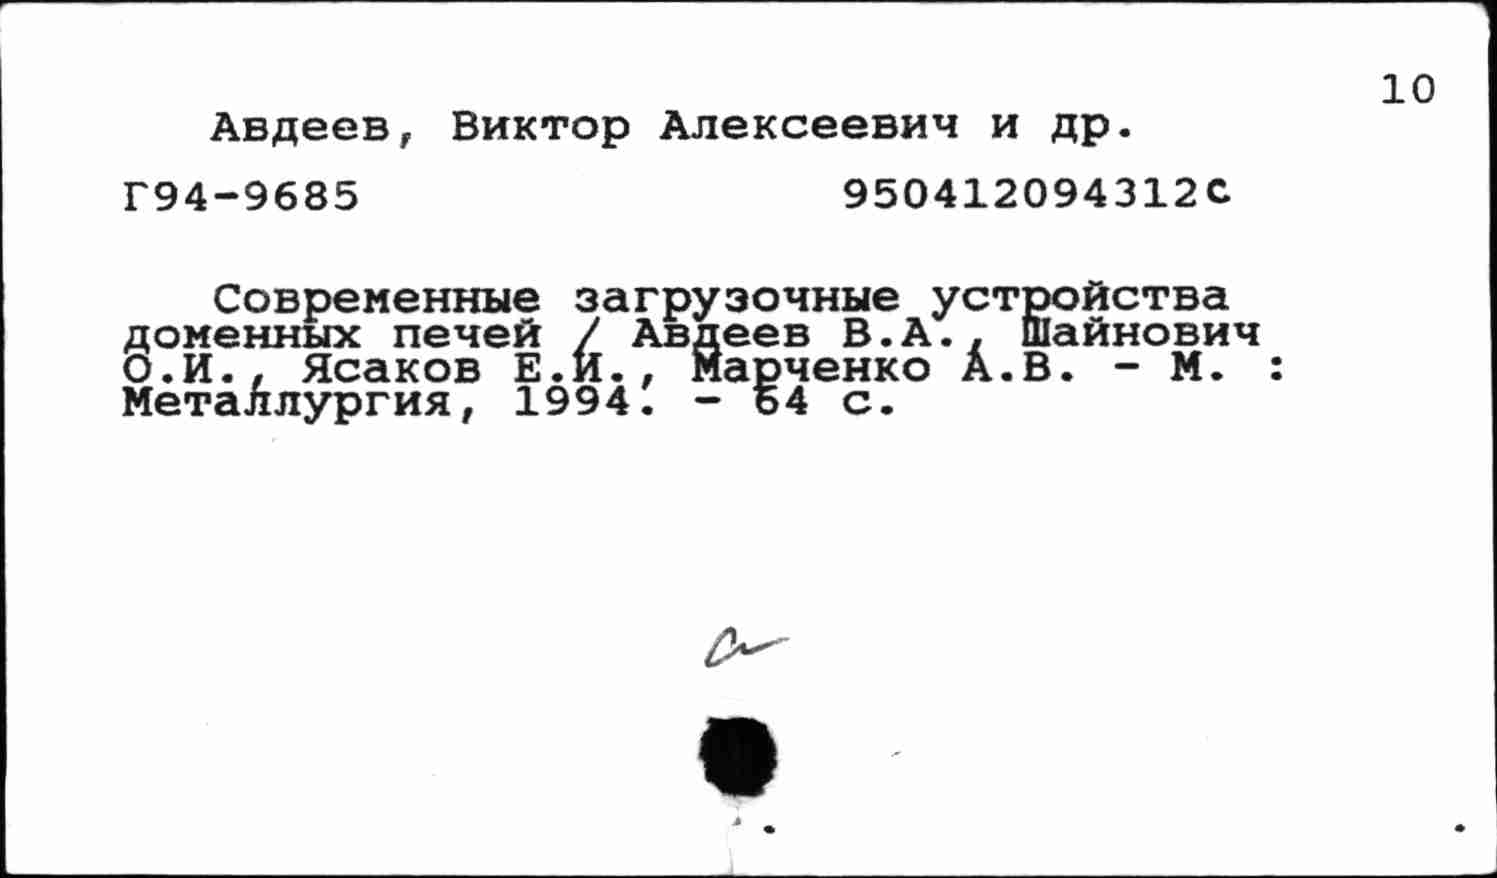 10
Авдеев, Виктор Алексеевич и др.
Г94-9685 950412094312С
Современные загрузочные устройства
доменных печей / Авдеев В.А., Шайнович
О.И., Ясаков Е.И., Марченко А.В. - М. :
Металлургия, 1994. - 64 с.